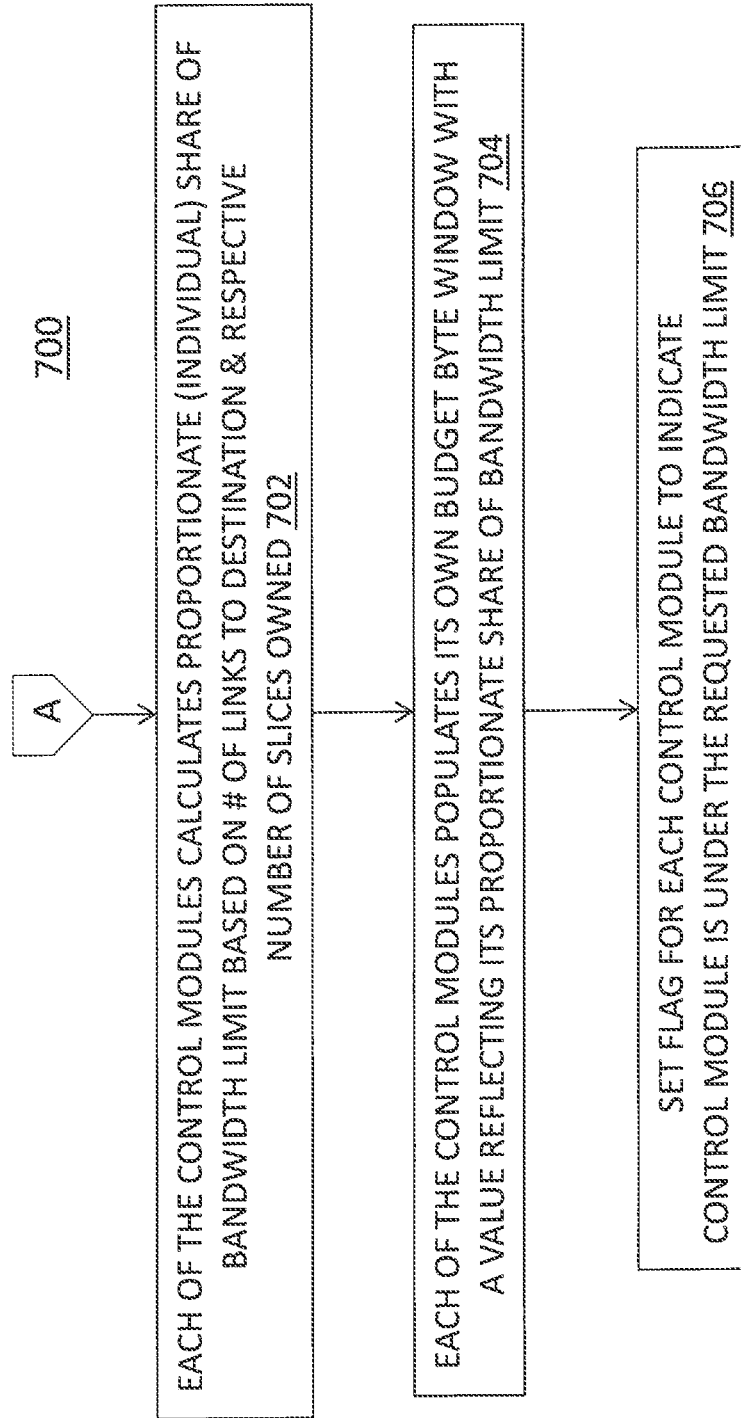 700
A
EACH OF THE CONTROL MODULES CALCULATES PROPORTIONATE (INDIVIDUAL) SHARE OF
BANDWIDTH LIMIT BASED ON # OF LINKS TO DESTINATION & RESPECTIVE
NUMBER OF SLICES OWNED 702
EACH OF THE CONTROL MODULES POPULATES ITS OWN BUDGET BYTE WINDOW WITH
A VALUE REFLECTING ITS PROPORTIONATE SHARE OF BANDWIDTH LIMIT 704
SET FLAG FOR EACH CONTROL MODULE TO INDICATE
CONTROL MODULE IS UNDER THE REQUESTED BANDWIDTH LIMIT 706